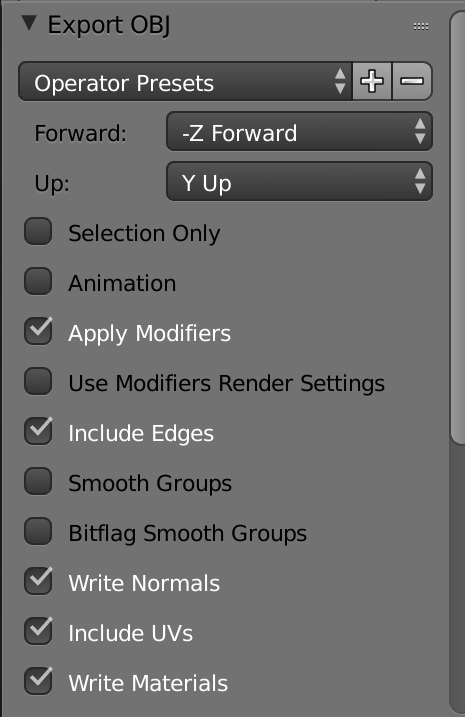 Export OBJ
Operator Presets
Forward: -Z Forward
Up: Y Up
Selection Only
Animation
Apply Modifiers
Use Modifiers Render Settings
Include Edges
Smooth Groups
Bitflag Smooth Groups
Write Normals
Include UVs
Write Materials